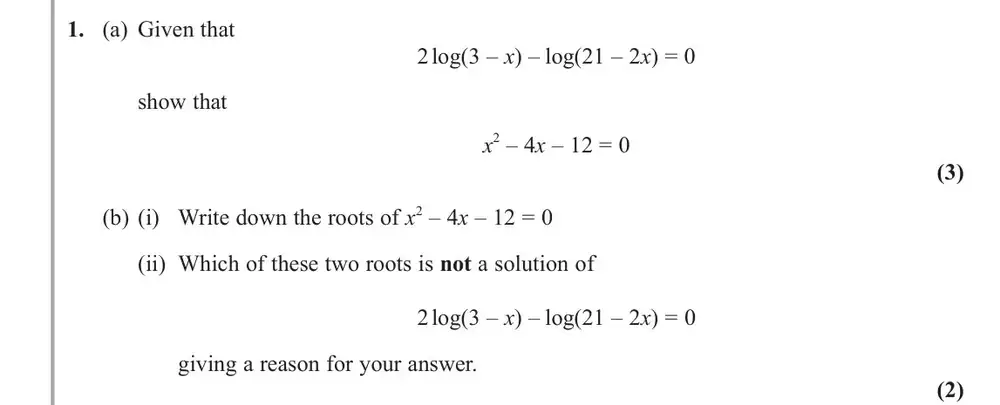 1. (a) Given that
2 log(3 – x) – log(21 – 2x) = 0
show that
x² – 4x – 12 = 0
(3)
(b) (i) Write down the roots of x² – 4x – 12 = 0
(ii) Which of these two roots is not a solution of
2 log(3 – x) – log(21 – 2x) = 0
giving a reason for your answer.
(2)